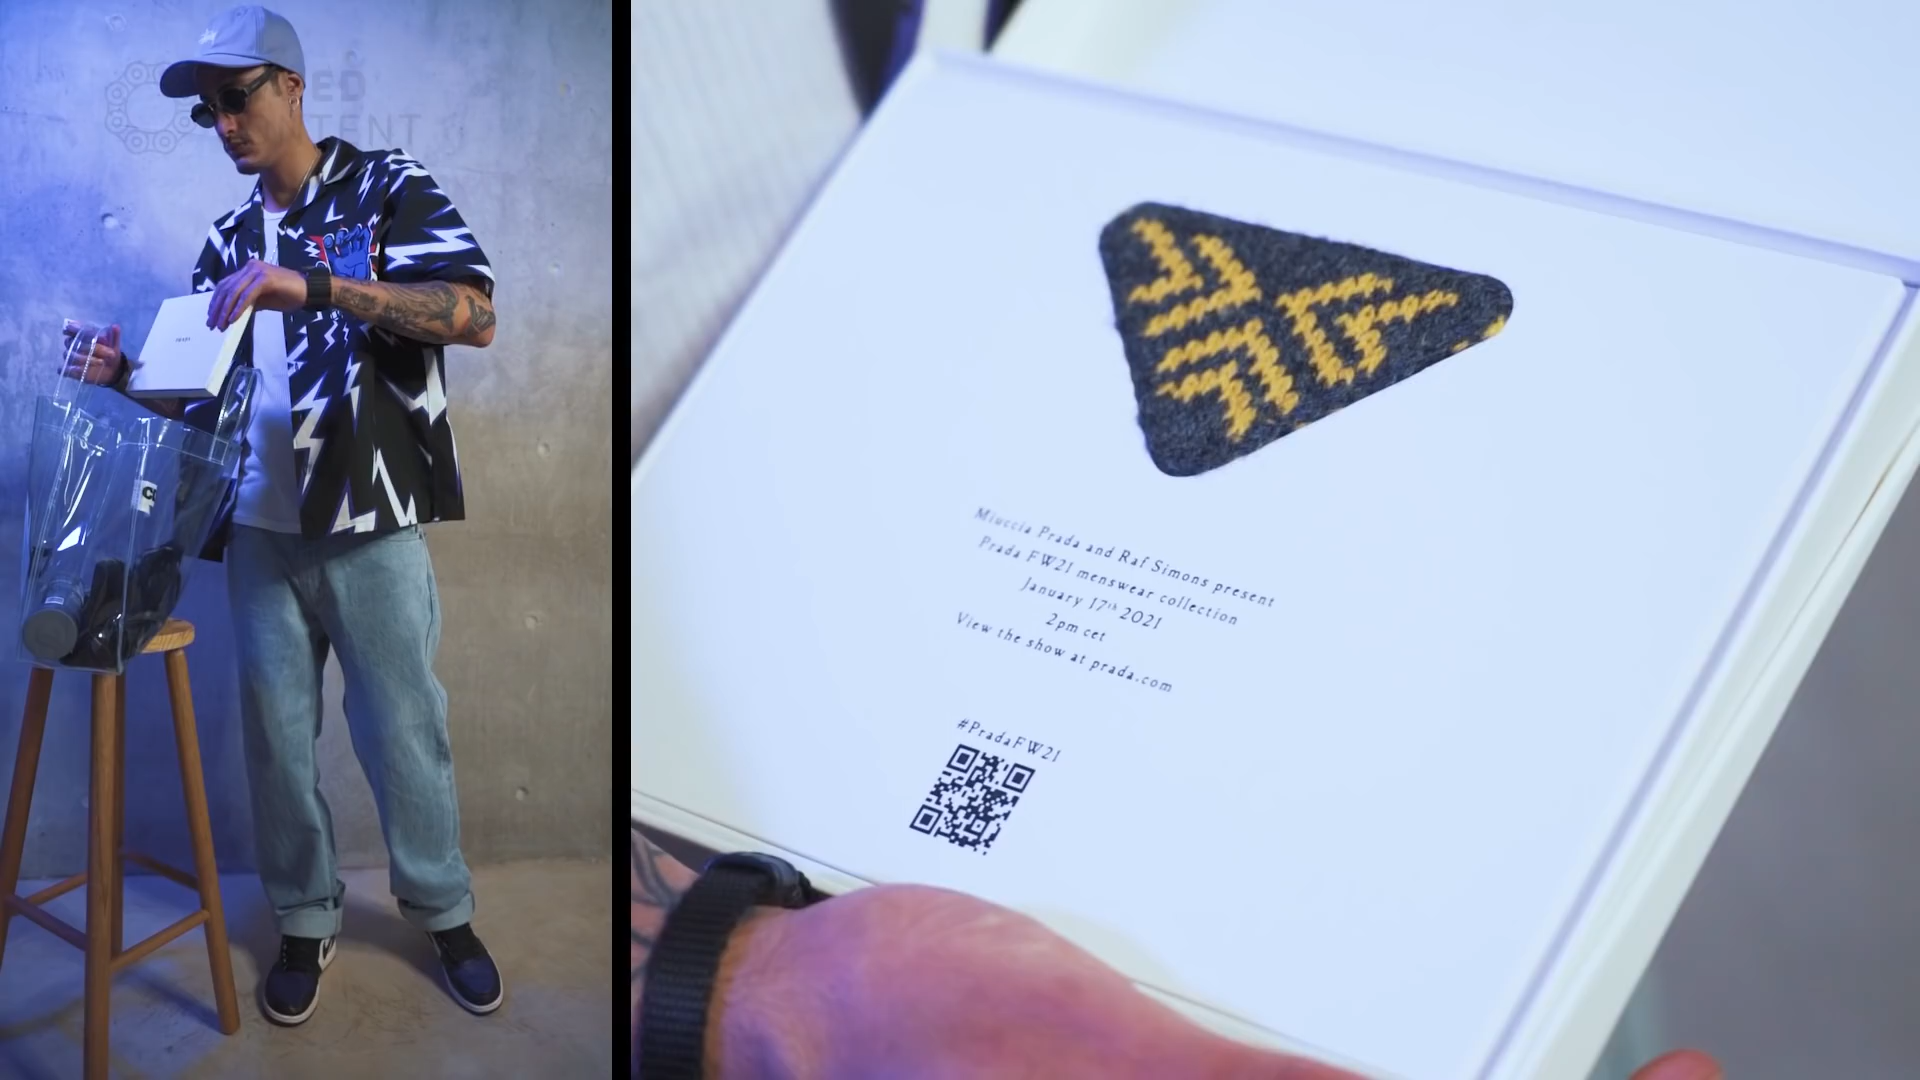 Miuccia Prada and Raf Simons present
Prada FW21 menswear collection
January 17th 2021
2pm cet
View the show at prada.com
#PradaFW21